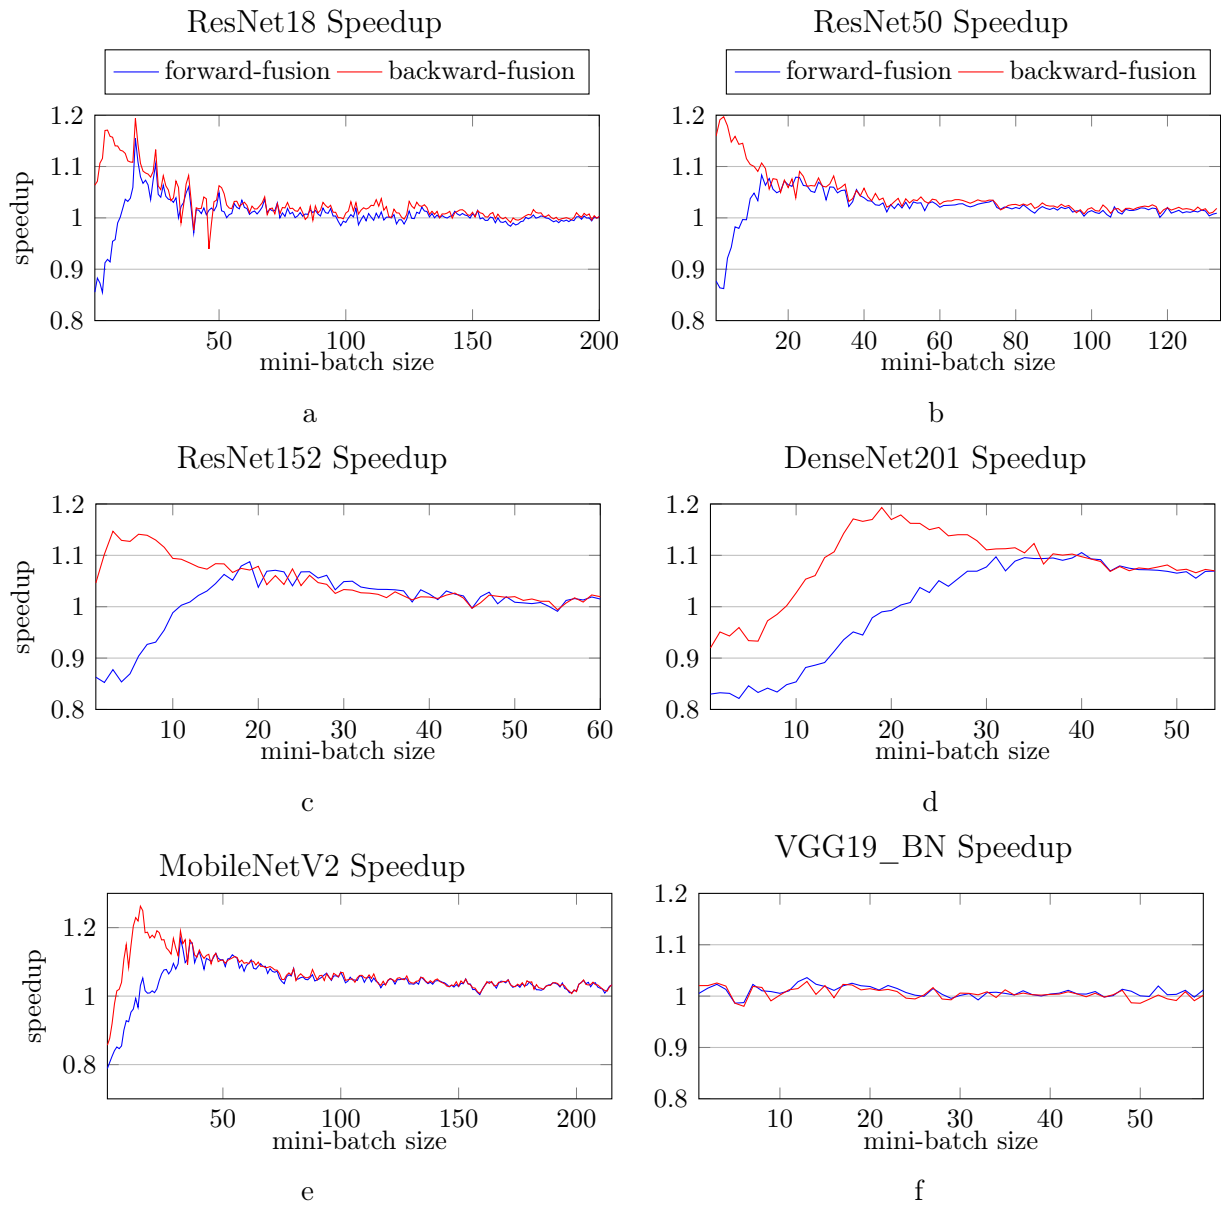 ResNet18 Speedup
forward-fusion backward-fusion
1.2
1.1
1
0.9
0.8
speedup
50 100 150 200
mini-batch size
a
ResNet50 Speedup
forward-fusion backward-fusion
1.2
1.1
1
0.9
0.8
20 40 60 80 100 120
mini-batch size
b
ResNet152 Speedup
1.2
1.1
1
0.9
0.8
speedup
10 20 30 40 50 60
mini-batch size
c
DenseNet201 Speedup
1.2
1.1
1
0.9
0.8
10 20 30 40 50
mini-batch size
d
MobileNetV2 Speedup
1.2
1
0.8
speedup
50 100 150 200
mini-batch size
e
VGG19_BN Speedup
1.2
1.1
1
0.9
0.8
10 20 30 40 50
mini-batch size
f